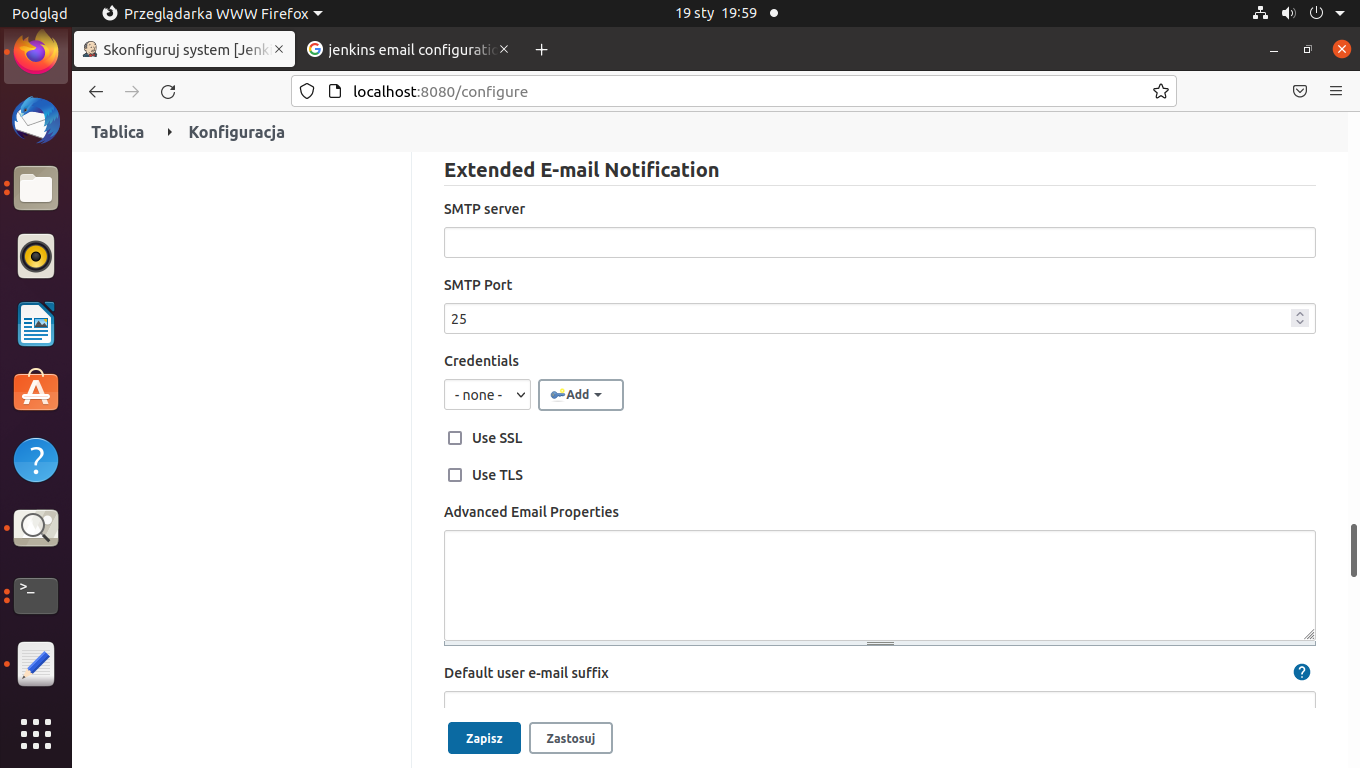 Podgląd Przeglądarka WWW Firefox 19 sty 19:59
Skonfiguruj system [Jenki jenkins email configuratio
localhost:8080/configure
Tablica Konfiguracja
Extended E-mail Notification
SMTP server
SMTP Port
25
Credentials
- none - Add
Use SSL
Use TLS
Advanced Email Properties
Default user e-mail suffix ?
Zapisz Zastosuj